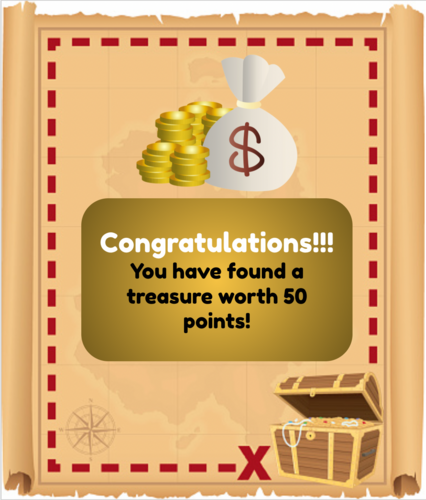 $
Congratulations!!!
You have found a
treasure worth 50
points!
X